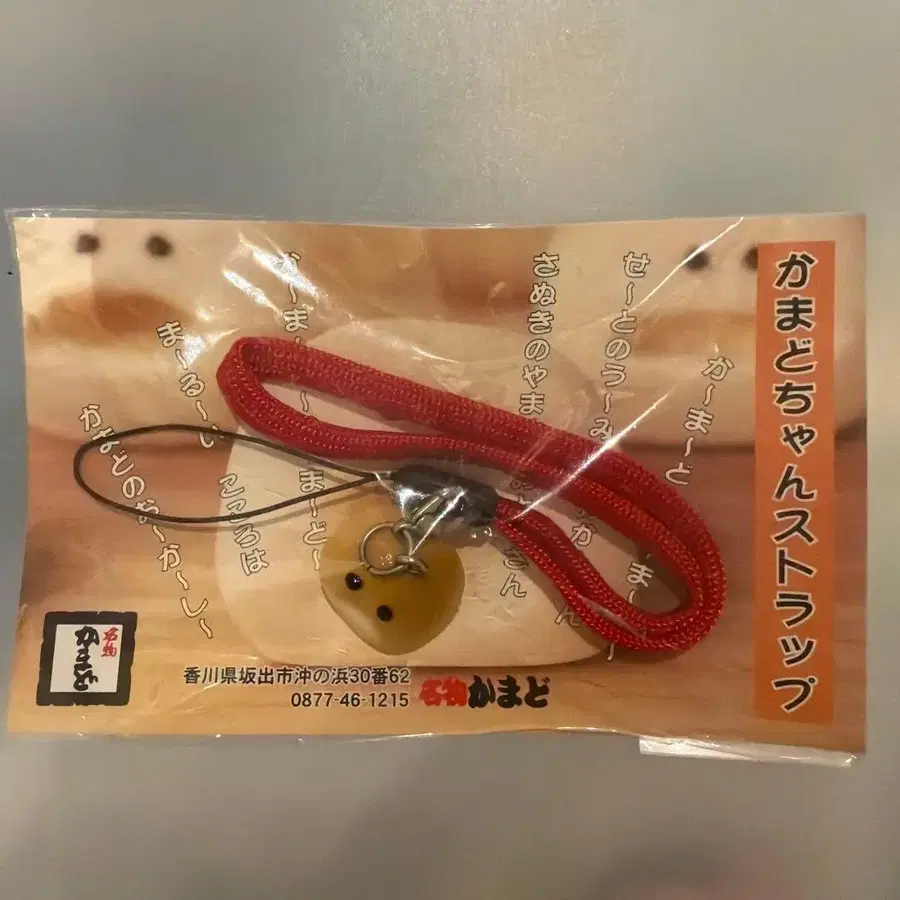 かまどちゃんストラップ
か～ま～ど
せ～とのう～み
さぬきのやま
さん
か～ま
ま～ど～
ま～る～い こころは
かまどのお～か～し～
名物
かまど
香川県坂出市沖の浜30番62
0877-46-1215
名物かまど